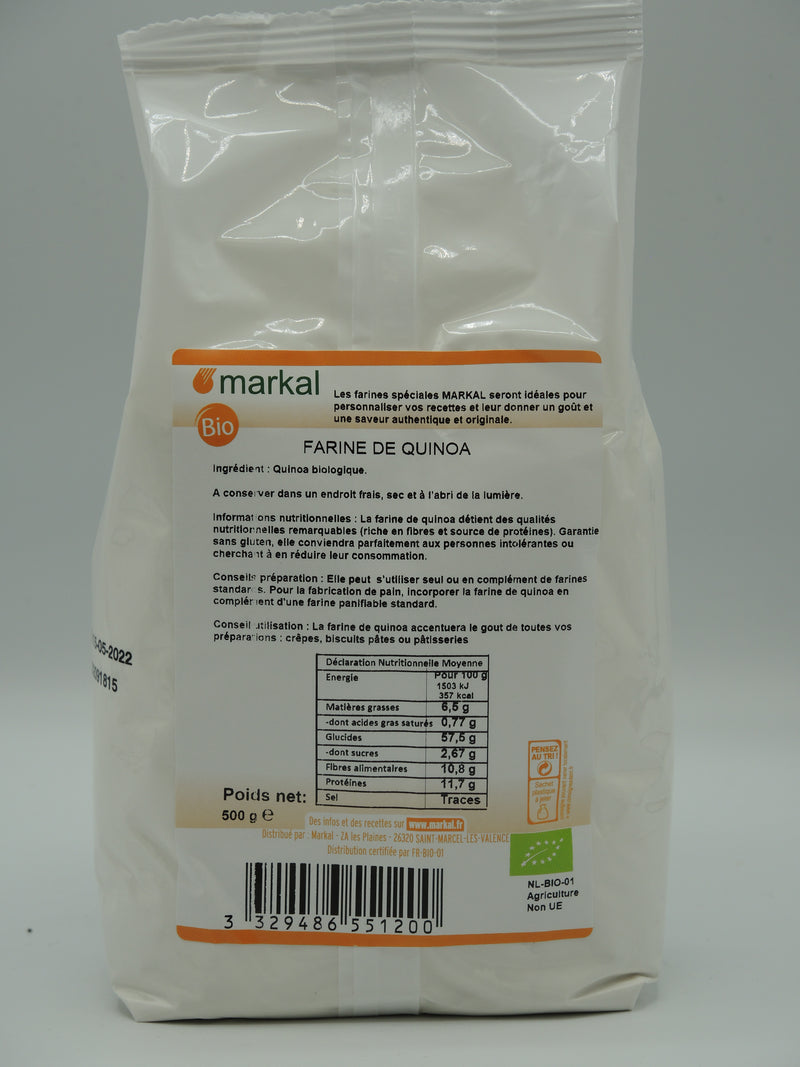 markal
Bio
Les farines spéciales MARKAL seront idéales pour
personnaliser vos recettes et leur donner un goût et
une saveur authentique et originale.
FARINE DE QUINOA
Ingrédient : Quinoa biologique.
A conserver dans un endroit frais, sec et à l'abri de la lumière.
Informations nutritionnelles : La farine de quinoa détient des qualités
nutritionnelles remarquables (riche en fibres et source de protéines). Garantie
sans gluten, elle conviendra parfaitement aux personnes intolérantes ou
cherchant à en réduire leur consommation.
Conseils préparation : Elle peut s'utiliser seul ou en complément de farines
standards. Pour la fabrication de pain, incorporer la farine de quinoa en
complément d'une farine panifiable standard.
Conseil utilisation : La farine de quinoa accentuera le gout de toutes vos
préparations : crêpes, biscuits pâtes ou pâtisseries
-05-2022
1815
Déclaration Nutritionnelle Moyenne
Energie Pour 100 g
1503 kJ
357 kcal
Matières grasses 6,5 g
-dont acides gras saturés 0,77 g
Glucides 57,5 g
-dont sucres 2,67 g
Fibres alimentaires 10,8 g
Protéines 11,7 g
Sel Traces
Poids net:
500 g e
PENSEZ
AU TRI !
Sachet
plastique
à jeter
Des infos et des recettes sur www.markal.fr
Distribué par : Markal - ZA les Plaines - 26320 SAINT-MARCEL-LÈS-VALENCE
Distribution certifiée par FR-BIO-01
NL-BIO-01
Agriculture
Non UE
3 329486 551200